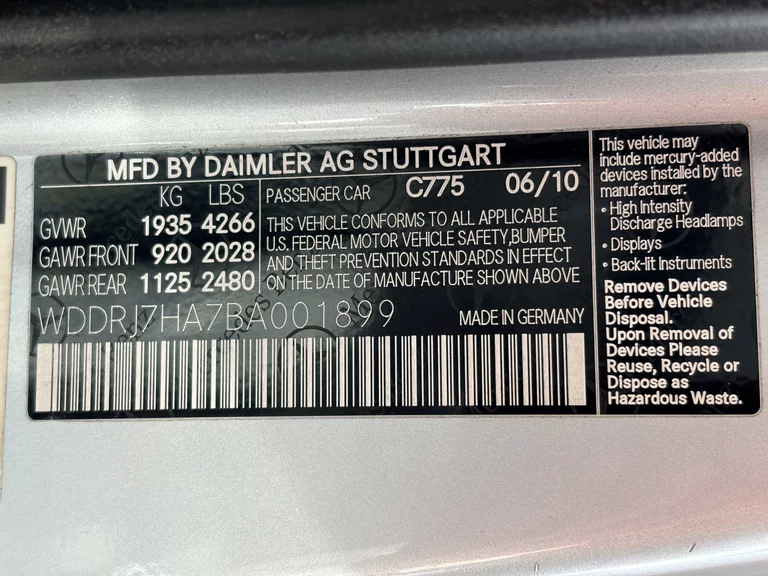 MFD BY DAIMLER AG STUTTGART
KG LBS
GVWR 1935 4266
GAWR FRONT 920 2028
GAWR REAR 1125 2480
PASSENGER CAR C775 06/10
THIS VEHICLE CONFORMS TO ALL APPLICABLE
U.S. FEDERAL MOTOR VEHICLE SAFETY,BUMPER
AND THEFT PREVENTION STANDARDS IN EFFECT
ON THE DATE OF MANUFACTURE SHOWN ABOVE
WDDRJ7HA7BA001899 MADE IN GERMANY
This vehicle may
include mercury-added
devices installed by the
manufacturer:
• High Intensity
Discharge Headlamps
• Displays
• Back-lit Instruments
Remove Devices
Before Vehicle
Disposal.
Upon Removal of
Devices Please
Reuse, Recycle or
Dispose as
Hazardous Waste.